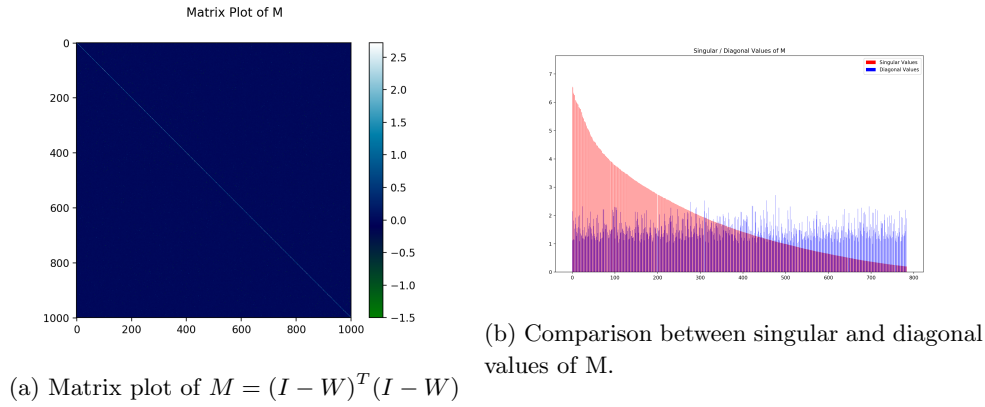 Matrix Plot of M
0
200
400
600
800
1000
0 200 400 600 800 1000
2.5
2.0
1.5
1.0
0.5
0.0
-0.5
-1.0
-1.5
(a) Matrix plot of M = (I − W)^T (I − W)
Singular / Diagonal Values of M
Singular Values
Diagonal Values
7
6
5
4
3
2
1
0
0 100 200 300 400 500 600 700 800
(b) Comparison between singular and diagonal
values of M.